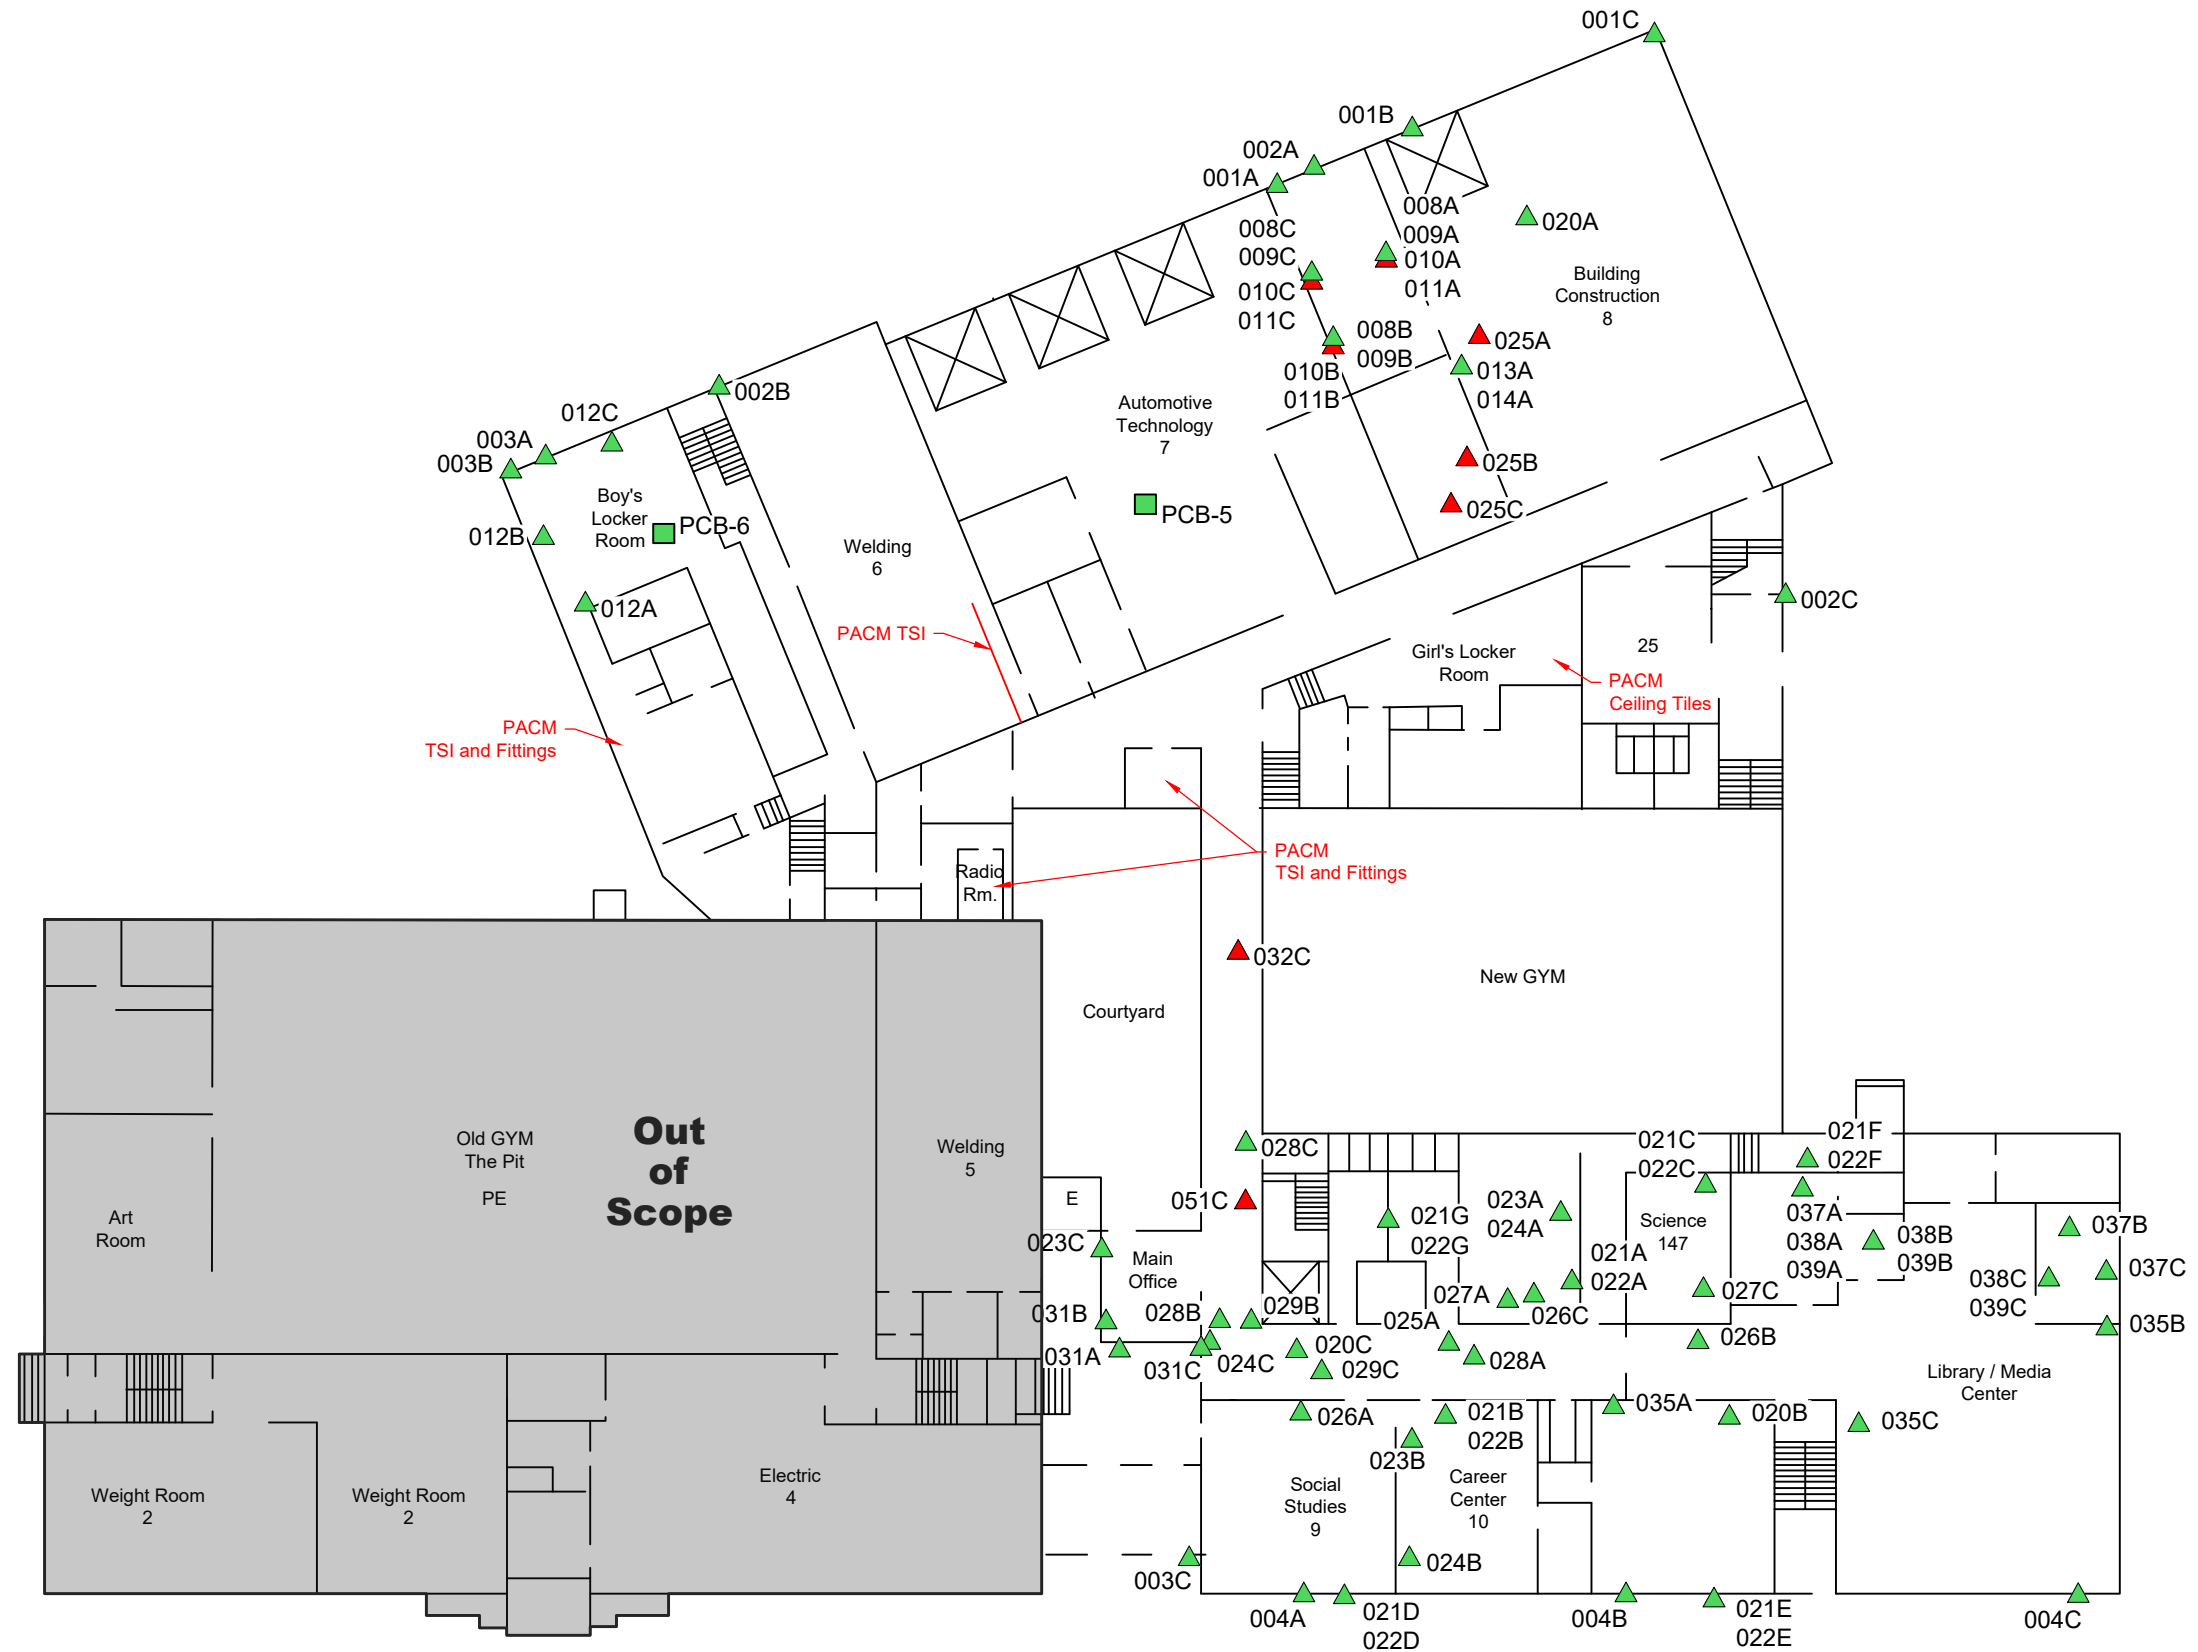 001C
001B
002A
001A
008A
009A
010A
011A
020A
008C
009C
010C
011C
Building
Construction
8
008B
009B
010B
011B
025A
013A
014A
002B
012C
003A
003B
Automotive
Technology
7
025B
025C
Boy's
Locker
Room
PCB-6
PCB-5
012B
Welding
6
012A
002C
PACM TSI
Girl's Locker
Room
25
PACM
Ceiling Tiles
PACM
TSI and Fittings
PACM
TSI and Fittings
Radio
Rm.
032C
New GYM
Courtyard
Out
of
Scope
Old GYM
The Pit
PE
Welding
5
Art
Room
E
028C
051C
021C
022C
021F
022F
023A
024A
Science
147
021G
022G
037A
038A
039A
038B
039B
037B
037C
038C
039C
023C
Main
Office
021A
022A
027A
026C
027C
031B
028B
029B
025A
026B
035B
031A
031C
024C
020C
029C
028A
Library / Media
Center
026A
021B
022B
023B
035A
020B
035C
Weight Room
2
Weight Room
2
Electric
4
Social
Studies
9
Career
Center
10
024B
003C
004A
021D
022D
004B
021E
022E
004C